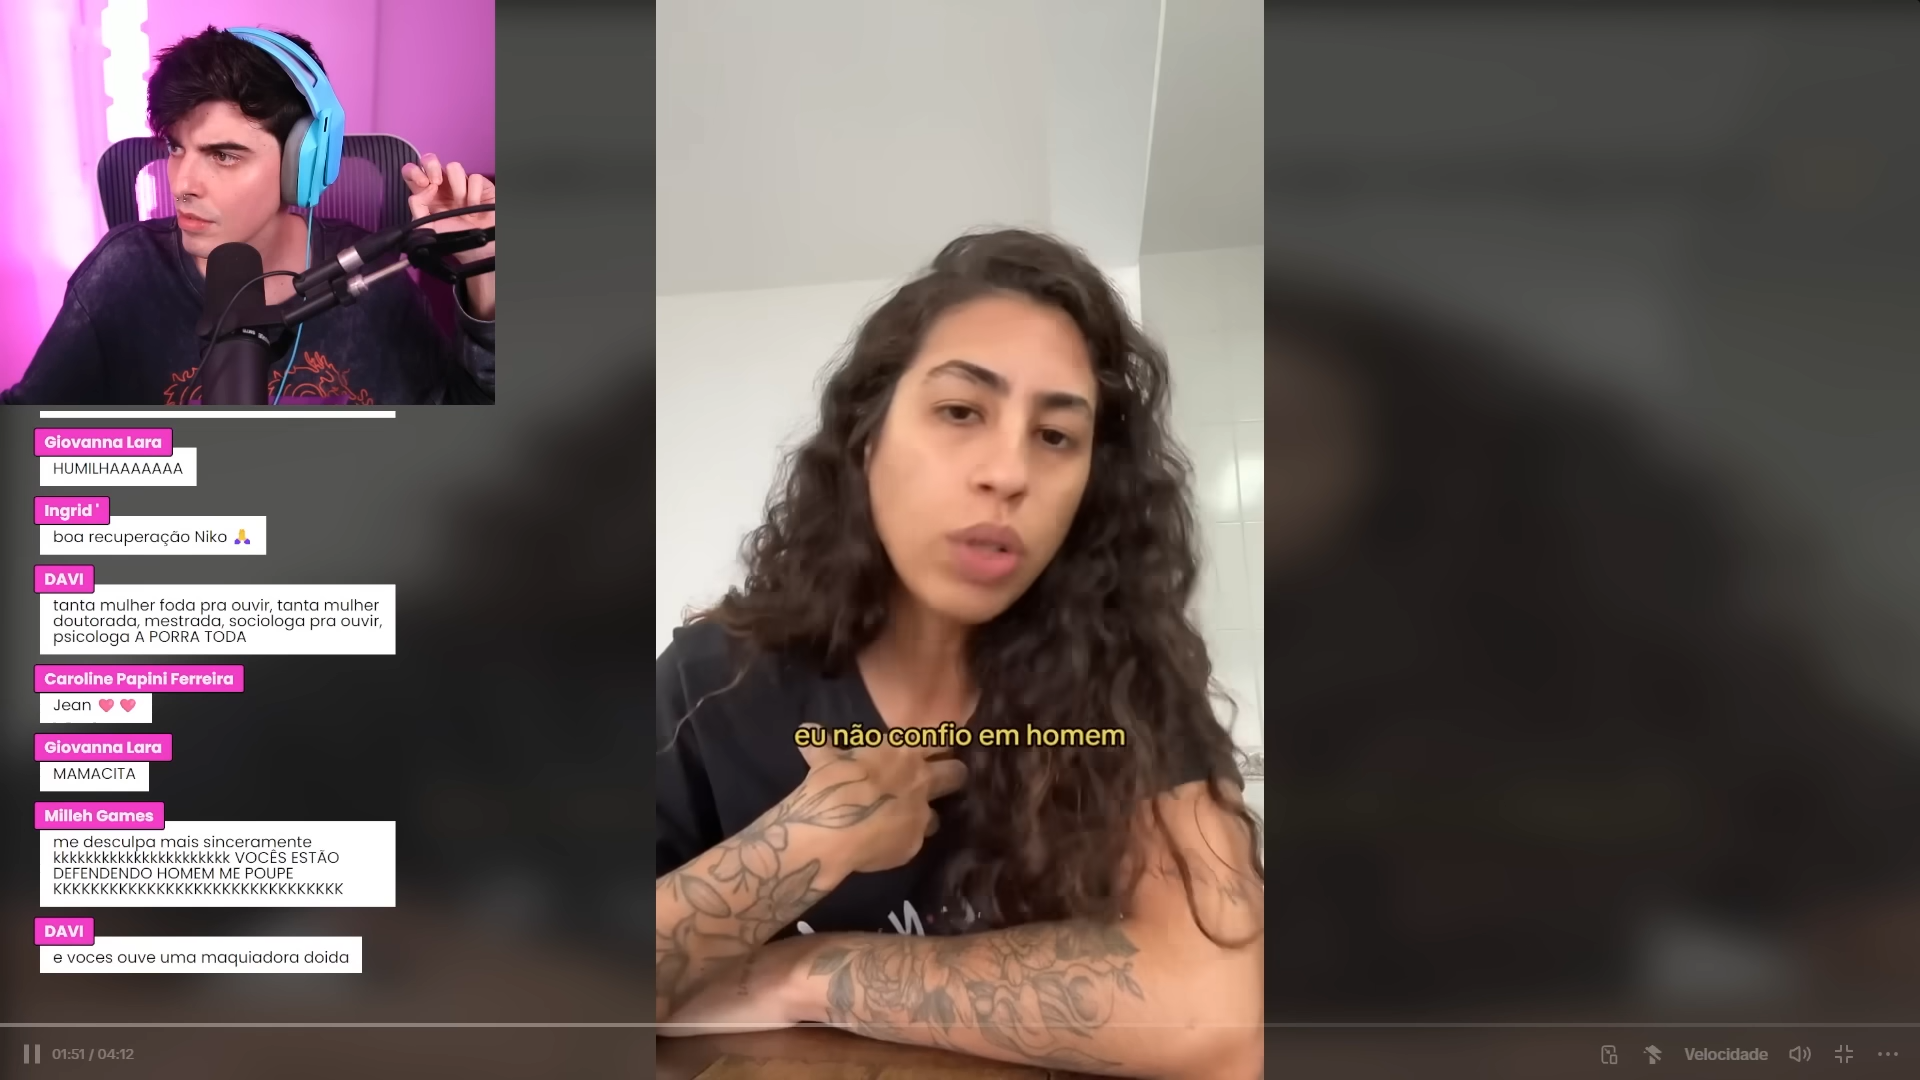 Giovanna Lara
HUMILHAAAAAAA
Ingrid '
boa recuperação Niko 🙏
DAVI
tanta mulher foda pra ouvir, tanta mulher
doutorada, mestrada, sociologa pra ouvir,
psicologa A PORRA TODA
Caroline Papini Ferreira
Jean 💗 💗
Giovanna Lara
MAMACITA
Milleh Games
me desculpa mais sinceramente
kkkkkkkkkkkkkkkkkkkkkk VOCÊS ESTÃO
DEFENDENDO HOMEM ME POUPE
KKKKKKKKKKKKKKKKKKKKKKKKKKKKKKK
DAVI
e voces ouve uma maquiadora doida
eu não confio em homem
01:51 / 04:12
Velocidade